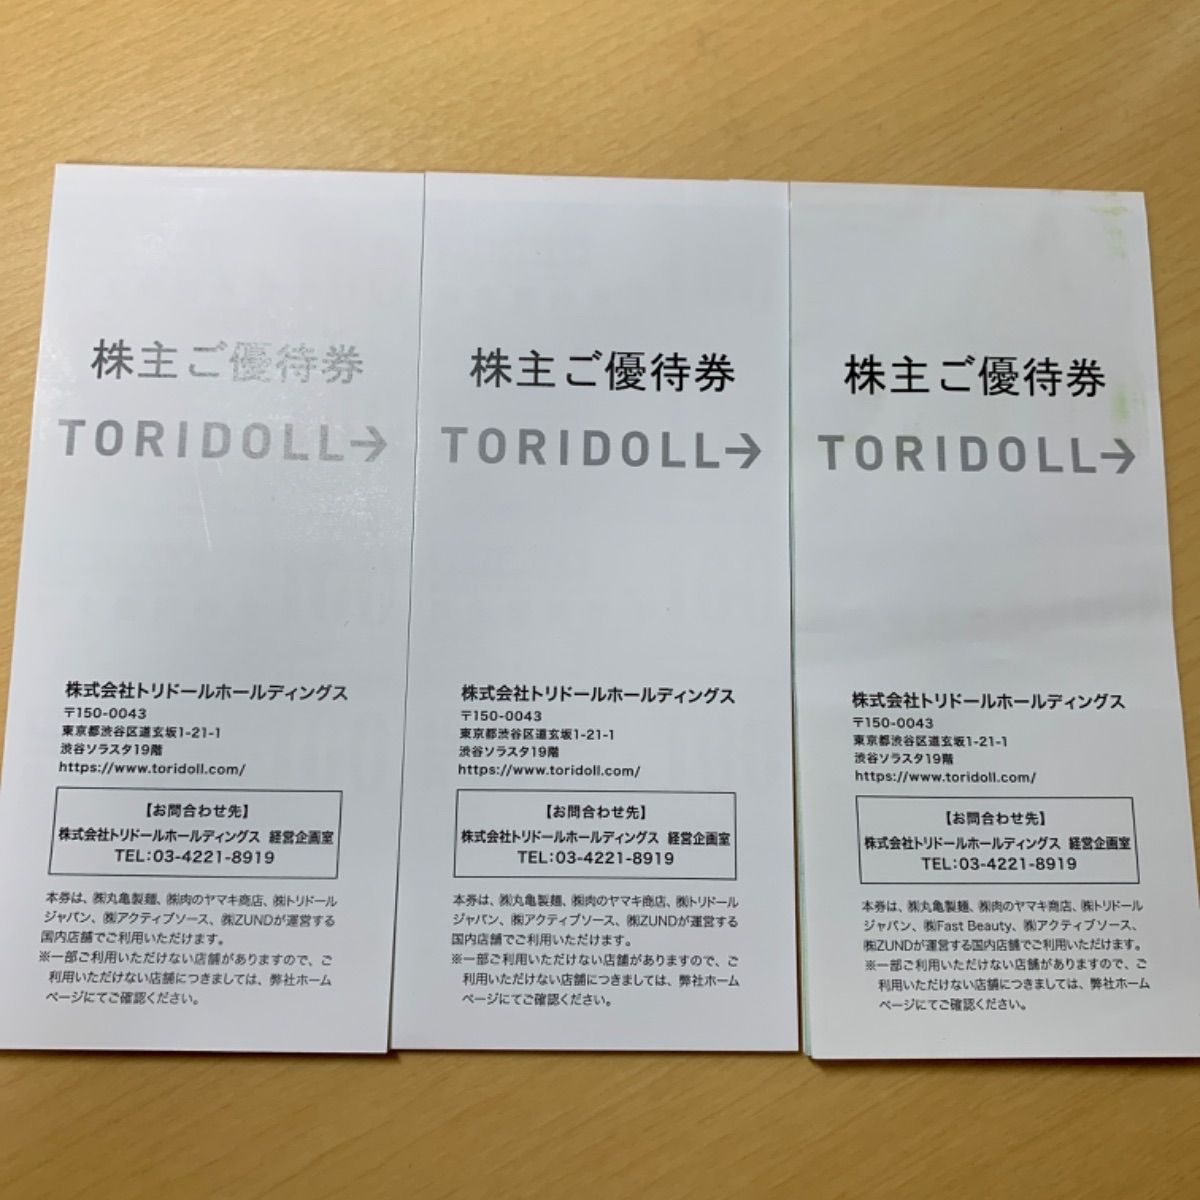 株主ご優待券
TORIDOLL→
株式会社トリドールホールディングス
〒150-0043
東京都渋谷区道玄坂1-21-1
渋谷ソラスタ19階
https://www.toridoll.com/
【お問合わせ先】
株式会社トリドールホールディングス 経営企画室
TEL:03-4221-8919
本券は、㈱丸亀製麺、㈱肉のヤマキ商店、㈱トリドール
ジャパン、㈱アクティブソース、㈱ZUNDが運営する
国内店舗でご利用いただけます。
※一部ご利用いただけない店舗がありますので、ご
利用いただけない店舗につきましては、弊社ホーム
ページにてご確認ください。
株主ご優待券
TORIDOLL→
株式会社トリドールホールディングス
〒150-0043
東京都渋谷区道玄坂1-21-1
渋谷ソラスタ19階
https://www.toridoll.com/
【お問合わせ先】
株式会社トリドールホールディングス 経営企画室
TEL:03-4221-8919
本券は、㈱丸亀製麺、㈱肉のヤマキ商店、㈱トリドール
ジャパン、㈱アクティブソース、㈱ZUNDが運営する
国内店舗でご利用いただけます。
※一部ご利用いただけない店舗がありますので、ご
利用いただけない店舗につきましては、弊社ホーム
ページにてご確認ください。
株主ご優待券
TORIDOLL→
株式会社トリドールホールディングス
〒150-0043
東京都渋谷区道玄坂1-21-1
渋谷ソラスタ19階
https://www.toridoll.com/
【お問合わせ先】
株式会社トリドールホールディングス 経営企画室
TEL:03-4221-8919
本券は、㈱丸亀製麺、㈱肉のヤマキ商店、㈱トリドール
ジャパン、㈱Fast Beauty、㈱アクティブソース、
㈱ZUNDが運営する国内店舗でご利用いただけます。
※一部ご利用いただけない店舗がありますので、ご
利用いただけない店舗につきましては、弊社ホーム
ページにてご確認ください。